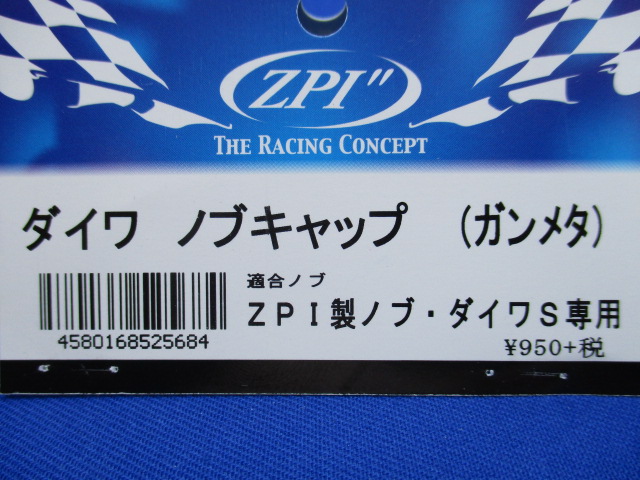 ZPI"
THE RACING CONCEPT
ダイワ ノブキャップ (ガンメタ)
適合ノブ
ZPI製ノブ・ダイワS専用
4580168525684
¥950+税